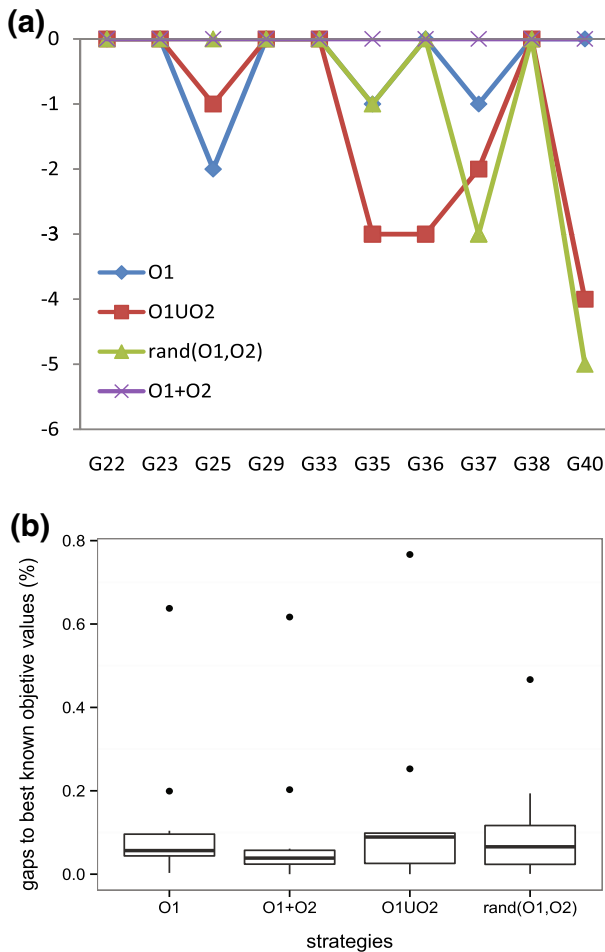 (a)
0
-1
-2
-3
-4
-5
-6
O1
O1UO2
rand(O1,O2)
O1+O2
G22 G23 G25 G29 G33 G35 G36 G37 G38 G40
(b)
gaps to best known objetive values (%)
0.8
0.6
0.4
0.2
0.0
O1 O1+O2 O1UO2 rand(O1,O2)
strategies